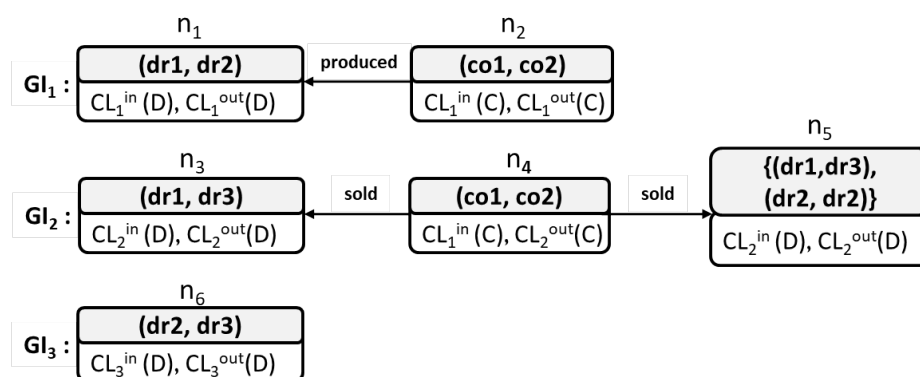 n₁ n₂
GI₁ : (dr1, dr2) produced (co1, co2)
CL₁ⁱⁿ (D), CL₁ᵒᵘᵗ(D) CL₁ⁱⁿ (C), CL₁ᵒᵘᵗ(C)
n₃ n₄ n₅
GI₂ : (dr1, dr3) sold (co1, co2) sold {(dr1,dr3),
(dr2, dr2)}
CL₂ⁱⁿ (D), CL₂ᵒᵘᵗ(D) CL₁ⁱⁿ(C), CL₂ᵒᵘᵗ(C) CL₂ⁱⁿ (D), CL₂ᵒᵘᵗ(D)
n₆
GI₃ : (dr2, dr3)
CL₃ⁱⁿ (D), CL₃ᵒᵘᵗ(D)